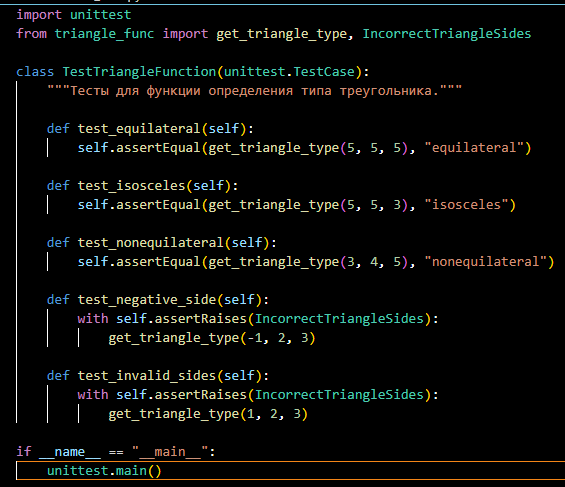 import unittest
from triangle_func import get_triangle_type, IncorrectTriangleSides
class TestTriangleFunction(unittest.TestCase):
"""Тесты для функции определения типа треугольника."""
def test_equilateral(self):
self.assertEqual(get_triangle_type(5, 5, 5), "equilateral")
def test_isosceles(self):
self.assertEqual(get_triangle_type(5, 5, 3), "isosceles")
def test_nonequilateral(self):
self.assertEqual(get_triangle_type(3, 4, 5), "nonequilateral")
def test_negative_side(self):
with self.assertRaises(IncorrectTriangleSides):
get_triangle_type(-1, 2, 3)
def test_invalid_sides(self):
with self.assertRaises(IncorrectTriangleSides):
get_triangle_type(1, 2, 3)
if __name__ == "__main__":
unittest.main()